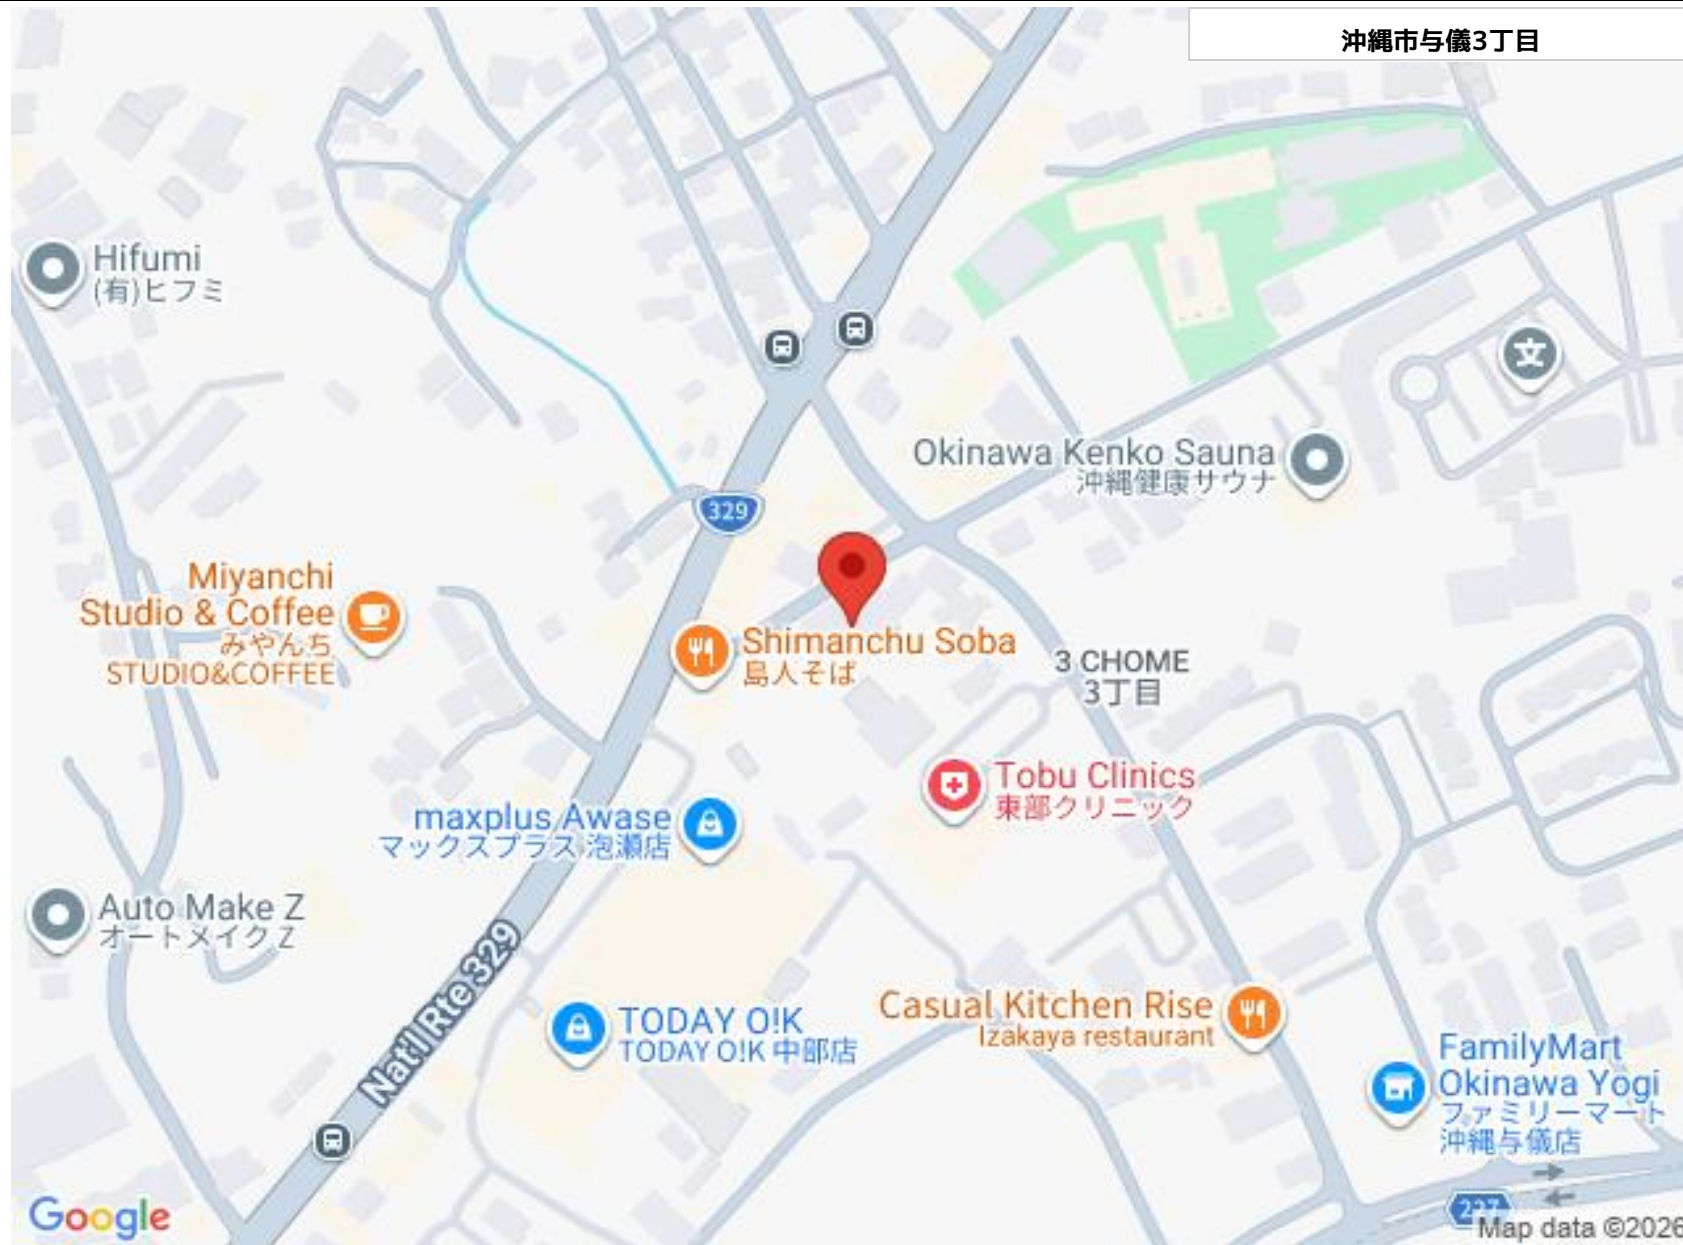 沖縄市与儀3丁目
Hifumi
(有)ヒフミ
Okinawa Kenko Sauna
沖縄健康サウナ
文
329
Miyanchi
Studio & Coffee
みやんち
STUDIO&COFFEE
Shimanchu Soba
島人そば
3 CHOME
3丁目
Tobu Clinics
東部クリニック
maxplus Awase
マックスプラス 泡瀬店
Auto Make Z
オートメイクZ
Nat'l Rte 329
TODAY O!K
TODAY O!K 中部店
Casual Kitchen Rise
Izakaya restaurant
FamilyMart
Okinawa Yogi
ファミリーマート
沖縄与儀店
227
Google
Map data ©2026